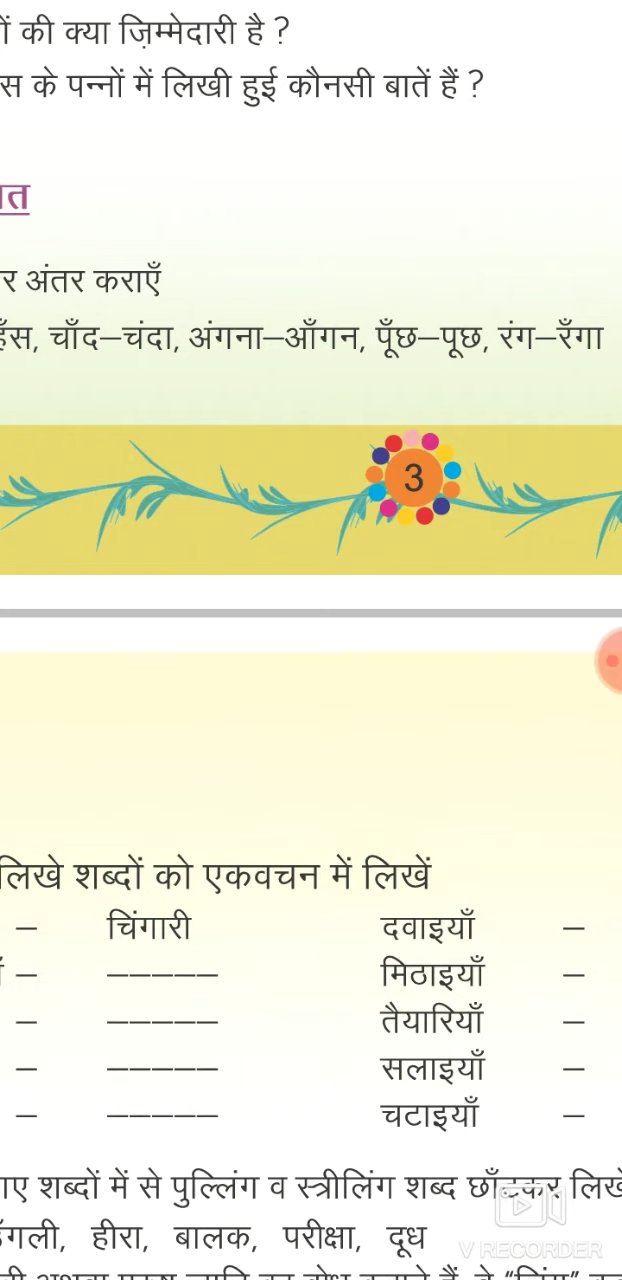 की क्या ज़िम्मेदारी है ?
के पन्नों में लिखी हुई कौनसी बातें हैं ?
अंतर कराएँ
चाँद–चंदा, अंगना–आँगन, पूँछ–पूछ, रंग–रँगा
3
लिखे शब्दों को एकवचन में लिखें
– चिंगारी दवाइयाँ –
– ––––– मिठाइयाँ –
– ––––– तैयारियाँ –
– ––––– सलाइयाँ –
– ––––– चटाइयाँ –
शब्दों में से पुल्लिंग व स्त्रीलिंग शब्द छाँटकर लिखें
हीरा, बालक, परीक्षा, दूध
V RECORDER